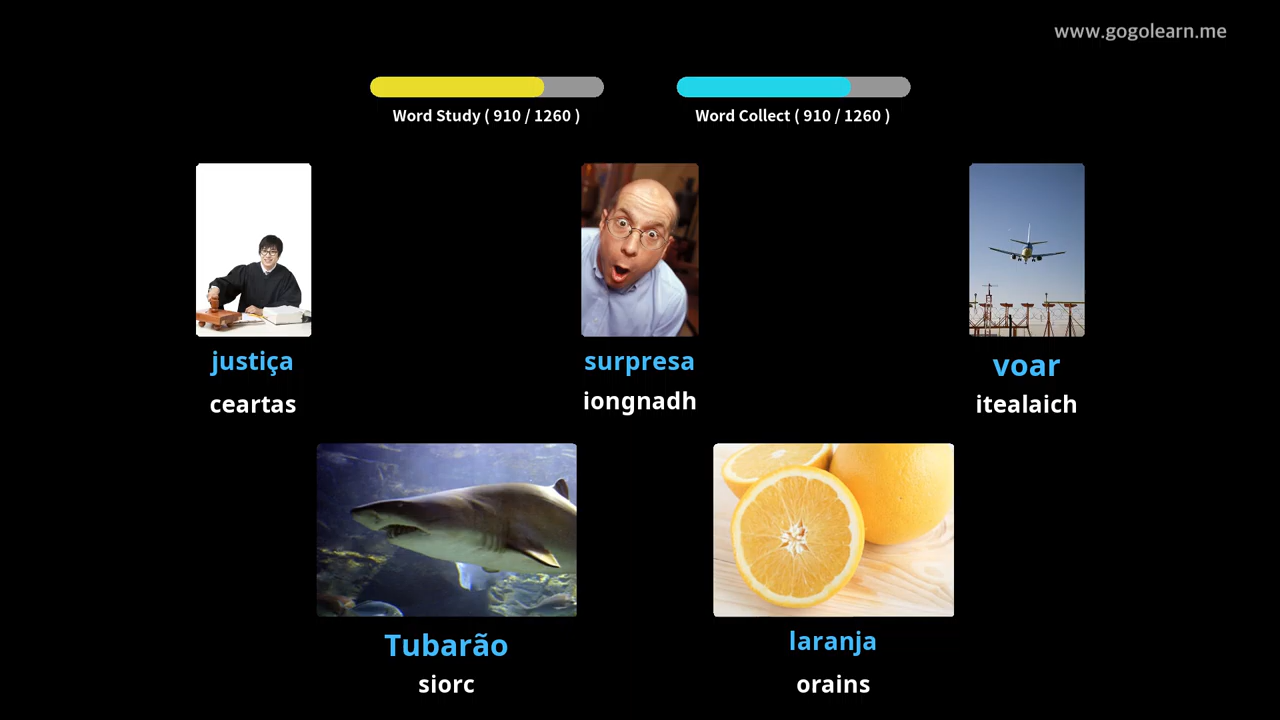 www.gogolearn.me
Word Study ( 910 / 1260 )
Word Collect ( 910 / 1260 )
justiça
ceartas
surpresa
iongnadh
voar
itealaich
Tubarão
siorc
laranja
orains